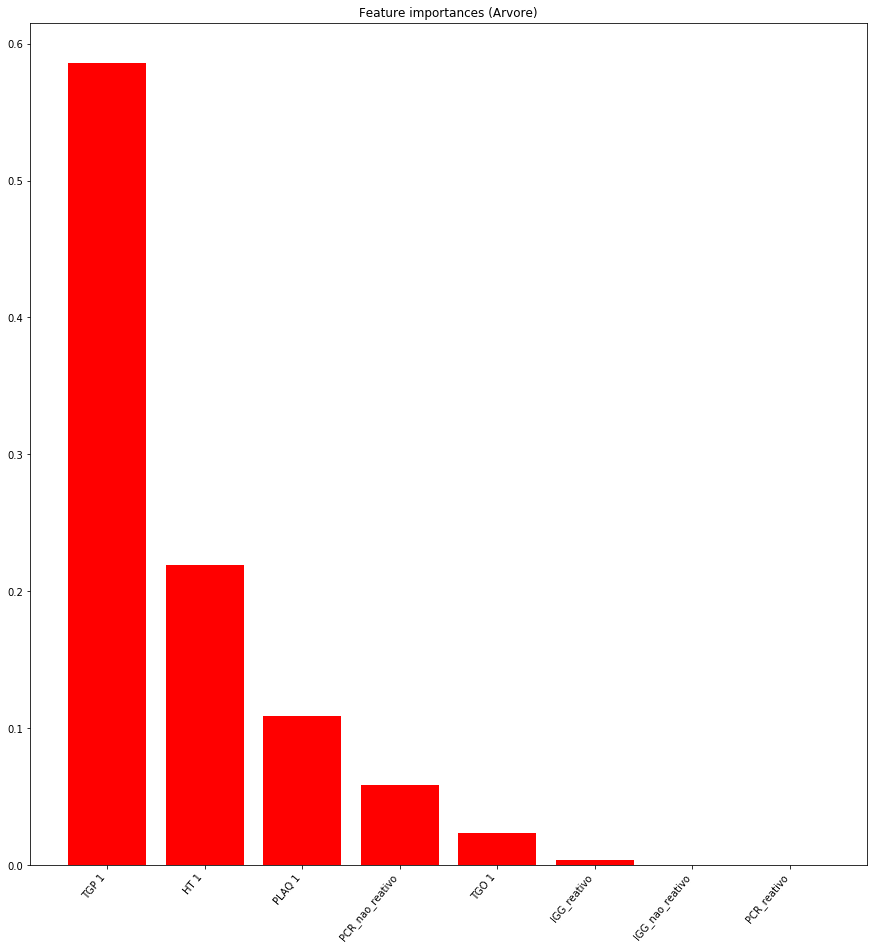 Feature importances (Arvore)
0.6
0.5
0.4
0.3
0.2
0.1
0.0
TGP 1
HT 1
PLAQ 1
PCR_nao_reativo
TGO 1
IGG_reativo
IGG_nao_reativo
PCR_reativo